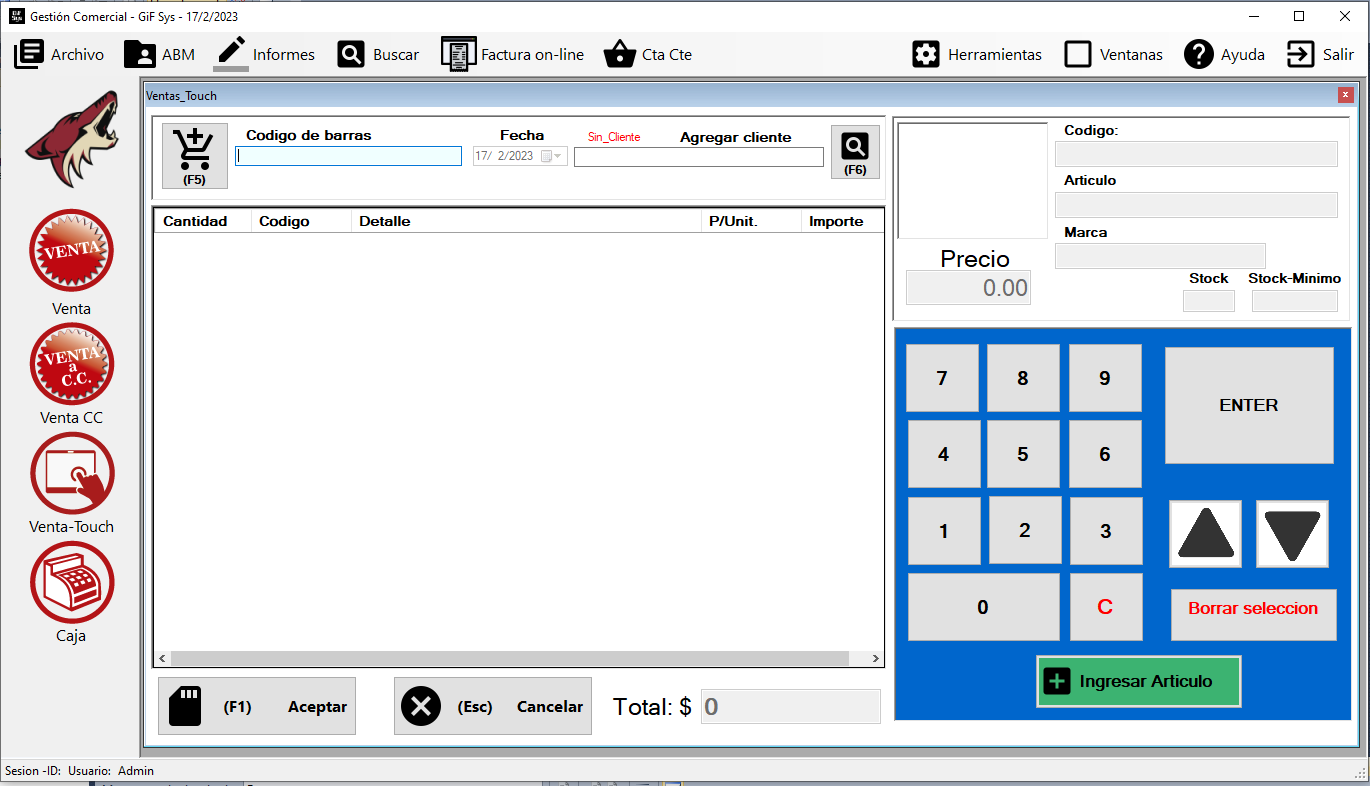 GiF Sys
Gestión Comercial - GiF Sys - 17/2/2023
Archivo ABM Informes Buscar Factura on-line Cta Cte Herramientas Ventanas Ayuda Salir
Ventas_Touch
VENTA
Venta
VENTA
a
C.C.
Venta CC
Venta-Touch
Caja
(F5)
Codigo de barras
Fecha
17/ 2/2023
Sin_Cliente
Agregar cliente
(F6)
Cantidad Codigo Detalle P/Unit. Importe
(F1) Aceptar
(Esc) Cancelar
Total: $ 0
Codigo:
Articulo
Marca
Precio
0.00
Stock Stock-Minimo
7 8 9
ENTER
4 5 6
1 2 3
0 C
Borrar seleccion
Ingresar Articulo
Sesion -ID: Usuario: Admin